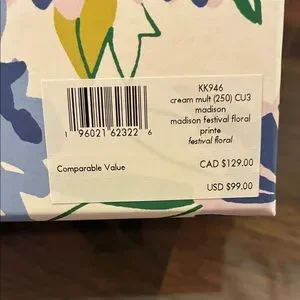 KK946
cream mult (250) CU3
madison
madison festival floral
printe
festival floral
1 96021 62322 6
Comparable Value
CAD $129.00
USD $99.00